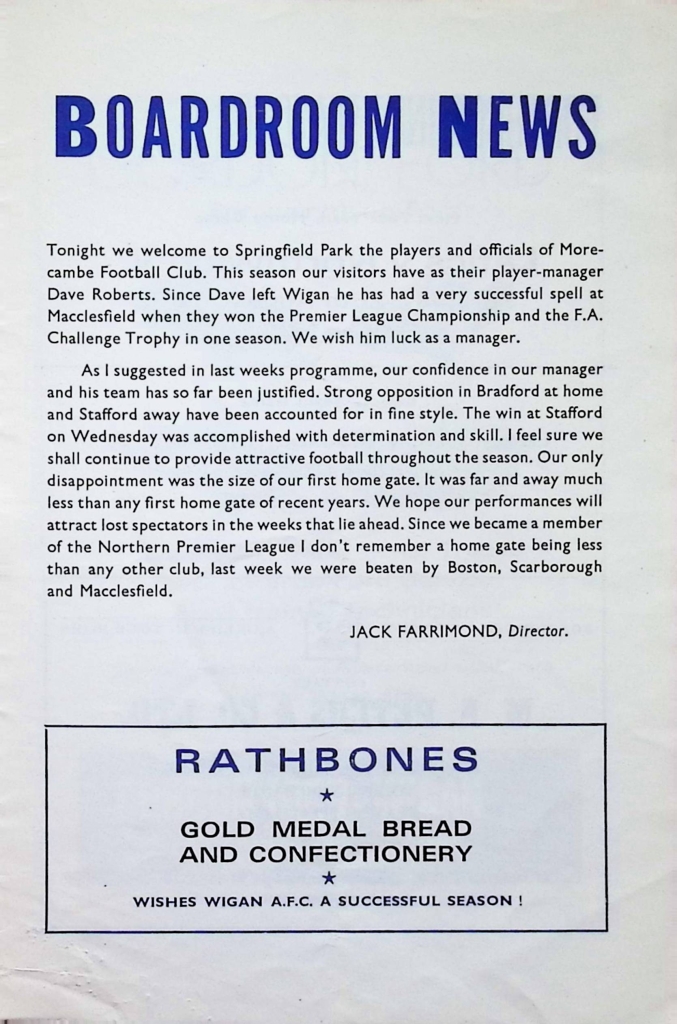 BOARDROOM NEWS
Tonight we welcome to Springfield Park the players and officials of More-
cambe Football Club. This season our visitors have as their player-manager
Dave Roberts. Since Dave left Wigan he has had a very successful spell at
Macclesfield when they won the Premier League Championship and the F.A.
Challenge Trophy in one season. We wish him luck as a manager.
As I suggested in last weeks programme, our confidence in our manager
and his team has so far been justified. Strong opposition in Bradford at home
and Stafford away have been accounted for in fine style. The win at Stafford
on Wednesday was accomplished with determination and skill. I feel sure we
shall continue to provide attractive football throughout the season. Our only
disappointment was the size of our first home gate. It was far and away much
less than any first home gate of recent years. We hope our performances will
attract lost spectators in the weeks that lie ahead. Since we became a member
of the Northern Premier League I don't remember a home gate being less
than any other club, last week we were beaten by Boston, Scarborough
and Macclesfield.
JACK FARRIMOND, Director.
RATHBONES
★
GOLD MEDAL BREAD
AND CONFECTIONERY
★
WISHES WIGAN A.F.C. A SUCCESSFUL SEASON !